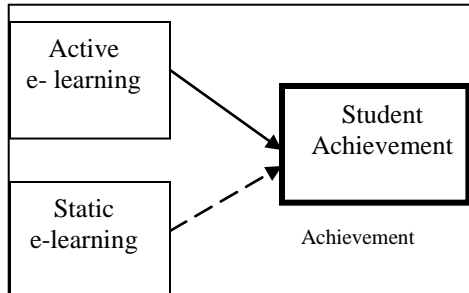 Active
e- learning
Student
Achievement
Static
e-learning
Achievement